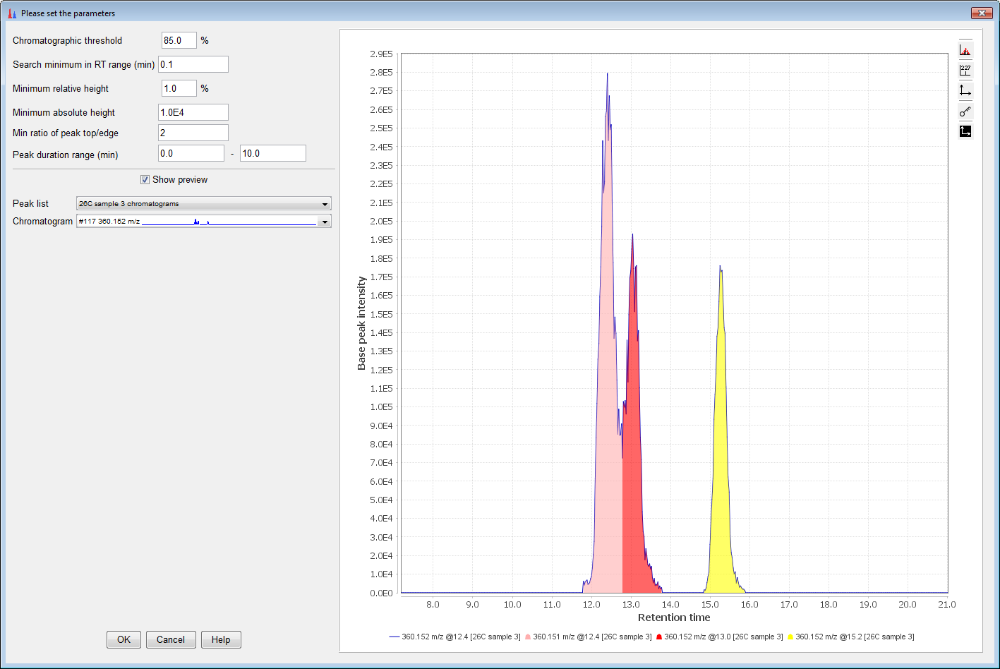 Please set the parameters
Chromatographic threshold 85.0 %
Search minimum in RT range (min) 0.1
Minimum relative height 1.0 %
Minimum absolute height 1.0E4
Min ratio of peak top/edge 2
Peak duration range (min) 0.0 - 10.0
Show preview
Peak list 26C sample 3 chromatograms
Chromatogram #117 360.152 m/z
OK Cancel Help
Base peak intensity
2.9E5
2.8E5
2.7E5
2.6E5
2.5E5
2.4E5
2.3E5
2.2E5
2.1E5
2.0E5
1.9E5
1.8E5
1.7E5
1.6E5
1.5E5
1.4E5
1.3E5
1.2E5
1.1E5
1.0E5
9.0E4
8.0E4
7.0E4
6.0E4
5.0E4
4.0E4
3.0E4
2.0E4
1.0E4
0.0E0
8.0 9.0 10.0 11.0 12.0 13.0 14.0 15.0 16.0 17.0 18.0 19.0 20.0 21.0
Retention time
360.152 m/z @12.4 [26C sample 3] 360.151 m/z @12.4 [26C sample 3] 360.152 m/z @13.0 [26C sample 3] 360.152 m/z @15.2 [26C sample 3]
227